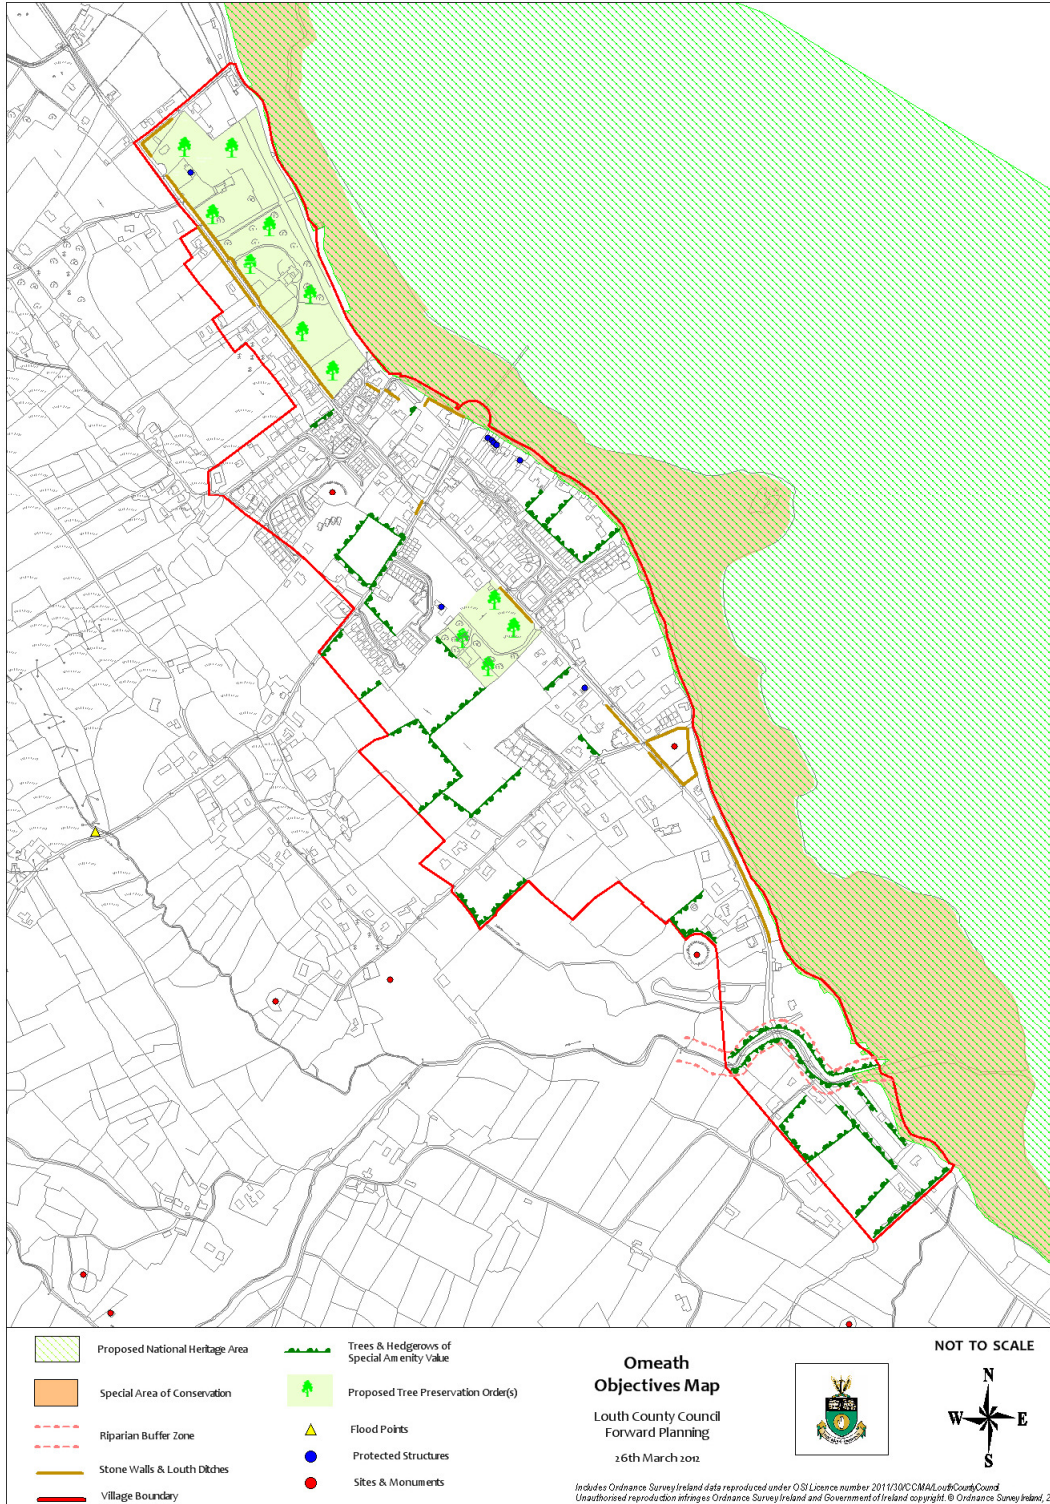 Proposed National Heritage Area
Special Area of Conservation
Riparian Buffer Zone
Stone Walls & Louth Ditches
Village Boundary
Trees & Hedgerows of
Special Amenity Value
Proposed Tree Preservation Order(s)
Flood Points
Protected Structures
Sites & Monuments
Omeath
Objectives Map
Louth County Council
Forward Planning
26th March 2012
NOT TO SCALE
N
W E
S
Includes Ordnance Survey Ireland data reproduced under OSI Licence number 2011/30/CCMA/LouthCountyCouncil
Unauthorised reproduction infringes Ordnance Survey Ireland and Government of Ireland copyright. © Ordnance Survey Ireland, 2